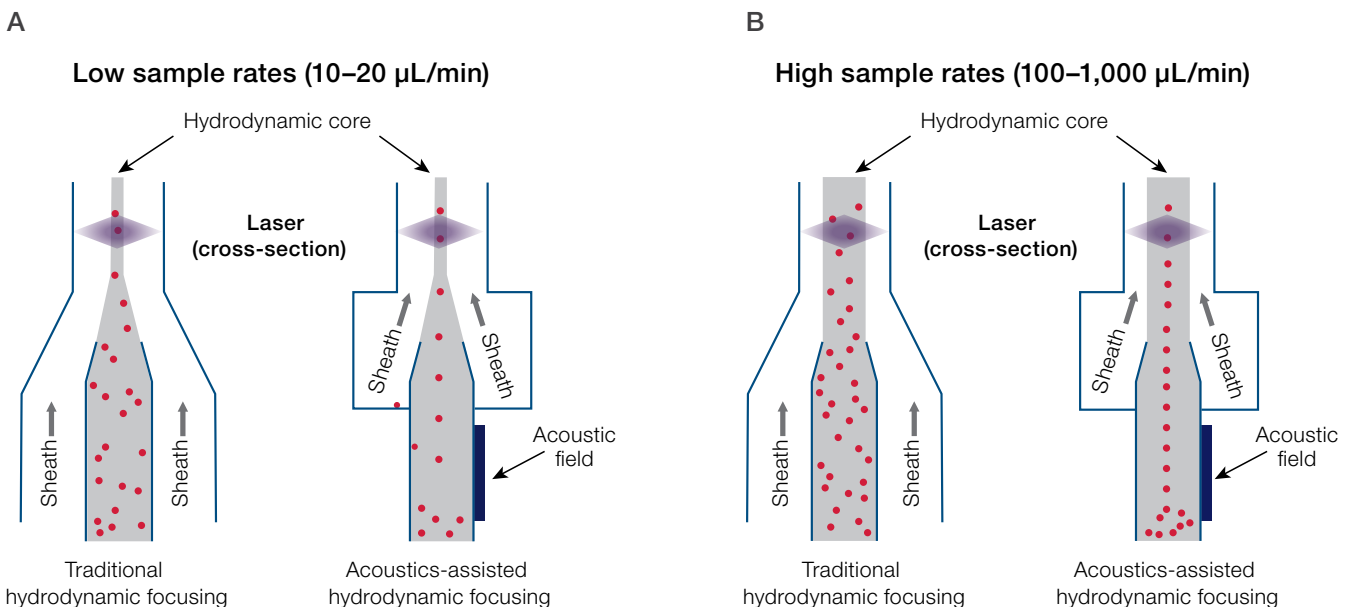 A
Low sample rates (10–20 µL/min)
Hydrodynamic core
Laser
(cross-section)
Sheath
Sheath
Sheath
Sheath
Acoustic
field
Traditional
hydrodynamic focusing
Acoustics-assisted
hydrodynamic focusing
B
High sample rates (100–1,000 µL/min)
Hydrodynamic core
Laser
(cross-section)
Sheath
Sheath
Sheath
Sheath
Acoustic
field
Traditional
hydrodynamic focusing
Acoustics-assisted
hydrodynamic focusing